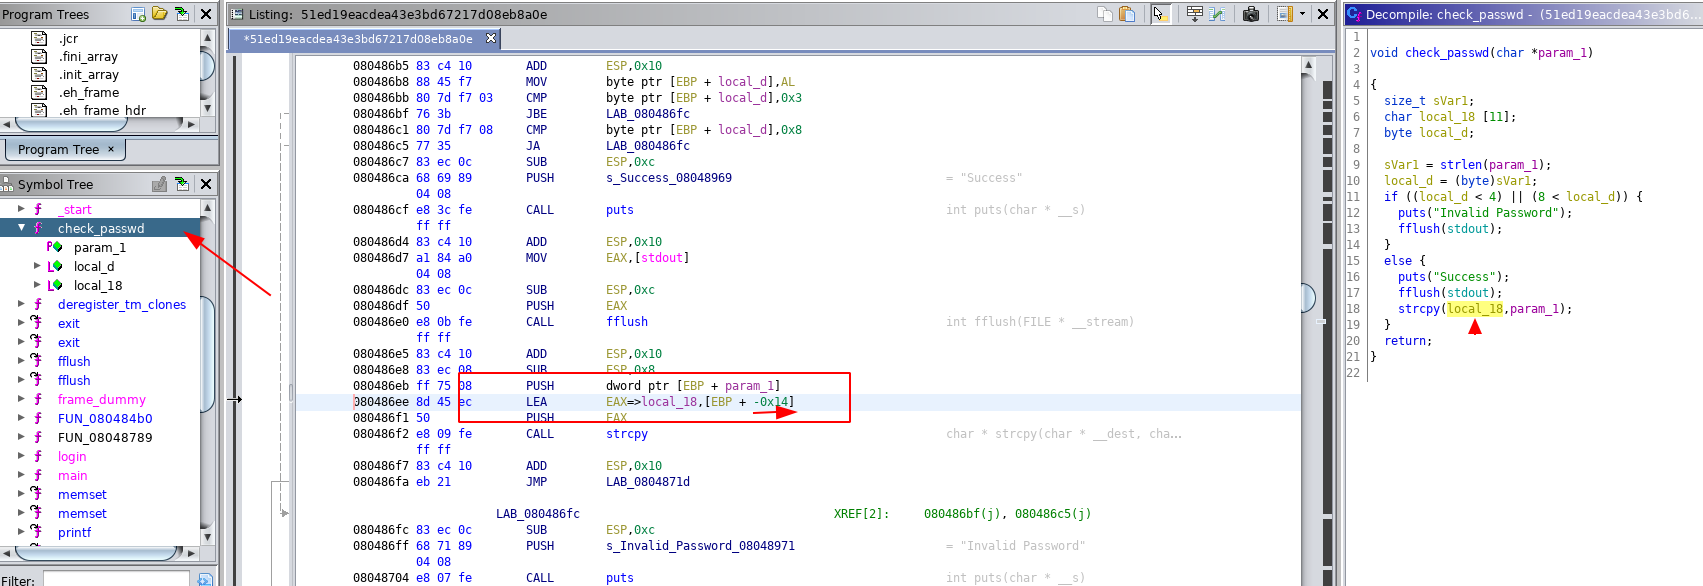 Program Trees
.jcr
.fini_array
.init_array
.eh_frame
.eh_frame_hdr
Program Tree ×
Symbol Tree
_start
check_passwd
param_1
local_d
local_18
deregister_tm_clones
exit
exit
fflush
fflush
frame_dummy
FUN_080484b0
FUN_08048789
login
main
memset
memset
printf
Filter:
Listing: 51ed19eacdea43e3bd67217d08eb8a0e
*51ed19eacdea43e3bd67217d08eb8a0e
080486b5 83 c4 10 ADD ESP,0x10
080486b8 88 45 f7 MOV byte ptr [EBP + local_d],AL
080486bb 80 7d f7 03 CMP byte ptr [EBP + local_d],0x3
080486bf 76 3b JBE LAB_080486fc
080486c1 80 7d f7 08 CMP byte ptr [EBP + local_d],0x8
080486c5 77 35 JA LAB_080486fc
080486c7 83 ec 0c SUB ESP,0xc
080486ca 68 69 89 PUSH s_Success_08048969 = "Success"
04 08
080486cf e8 3c fe CALL puts int puts(char * __s)
ff ff
080486d4 83 c4 10 ADD ESP,0x10
080486d7 a1 84 a0 MOV EAX,[stdout]
04 08
080486dc 83 ec 0c SUB ESP,0xc
080486df 50 PUSH EAX
080486e0 e8 0b fe CALL fflush int fflush(FILE * __stream)
ff ff
080486e5 83 c4 10 ADD ESP,0x10
080486e8 83 ec 08 SUB ESP,0x8
080486eb ff 75 08 PUSH dword ptr [EBP + param_1]
080486ee 8d 45 ec LEA EAX=>local_18,[EBP + -0x14]
080486f1 50 PUSH EAX
080486f2 e8 09 fe CALL strcpy char * strcpy(char * __dest, cha...
ff ff
080486f7 83 c4 10 ADD ESP,0x10
080486fa eb 21 JMP LAB_0804871d
LAB_080486fc XREF[2]: 080486bf(j), 080486c5(j)
080486fc 83 ec 0c SUB ESP,0xc
080486ff 68 71 89 PUSH s_Invalid_Password_08048971 = "Invalid Password"
04 08
08048704 e8 07 fe CALL puts int puts(char * __s)
Decompile: check_passwd - (51ed19eacdea43e3bd6...
1
2 void check_passwd(char *param_1)
3
4 {
5 size_t sVar1;
6 char local_18 [11];
7 byte local_d;
8
9 sVar1 = strlen(param_1);
10 local_d = (byte)sVar1;
11 if ((local_d < 4) || (8 < local_d)) {
12 puts("Invalid Password");
13 fflush(stdout);
14 }
15 else {
16 puts("Success");
17 fflush(stdout);
18 strcpy(local_18,param_1);
19 }
20 return;
21 }
22